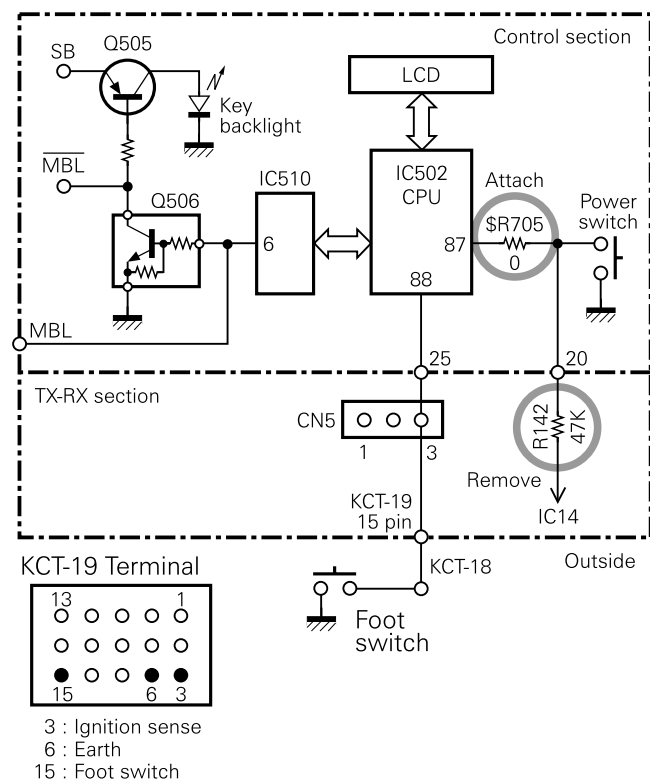 Control section
Q505
SB
LCD
Key
backlight
MBL
Q506
IC510
IC502
CPU
Attach
$R705
0
Power
switch
6
87
88
MBL
25
20
TX-RX section
CN5
1
3
R142
47K
Remove
IC14
KCT-19
15 pin
Outside
KCT-18
Foot
switch
KCT-19 Terminal
13
1
15
6
3
3 : Ignition sense
6 : Earth
15 : Foot switch